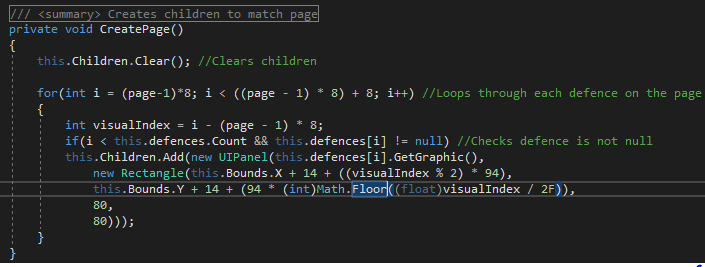 /// <summary> Creates children to match page
private void CreatePage()
{
    this.Children.Clear(); //Clears children

    for(int i = (page-1)*8; i < ((page - 1) * 8) + 8; i++) //Loops through each defence on the page
    {
        int visualIndex = i - (page - 1) * 8;
        if(i < this.defences.Count && this.defences[i] != null) //Checks defence is not null
        this.Children.Add(new UIPanel(this.defences[i].GetGraphic(),
            new Rectangle(this.Bounds.X + 14 + ((visualIndex % 2) * 94),
            this.Bounds.Y + 14 + (94 * (int)Math.Floor((float)visualIndex / 2F)),
            80,
            80)));
    }
}